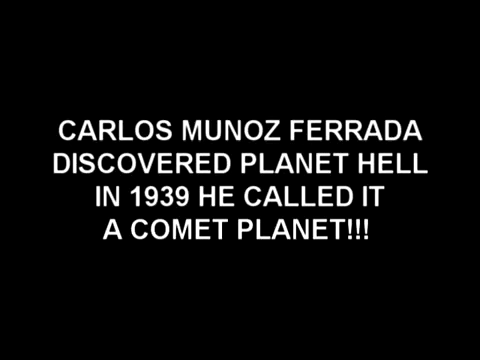 CARLOS MUNOZ FERRADA
DISCOVERED PLANET HELL
IN 1939 HE CALLED IT
A COMET PLANET!!!